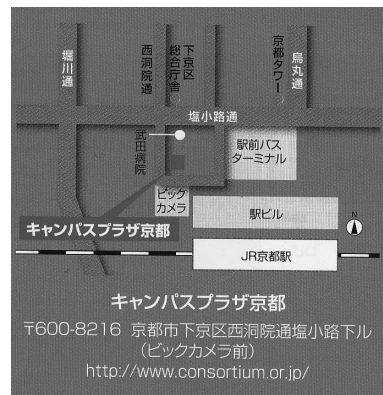 堀川通
西洞院通
下京区
総合庁舎
京都タワー
烏丸通
塩小路通
武田病院
駅前バス
ターミナル
ビック
カメラ
駅ビル
N
キャンパスプラザ京都
JR京都駅
キャンパスプラザ京都
〒600-8216 京都市下京区西洞院通塩小路下ル
(ビックカメラ前)
http://www.consortium.or.jp/